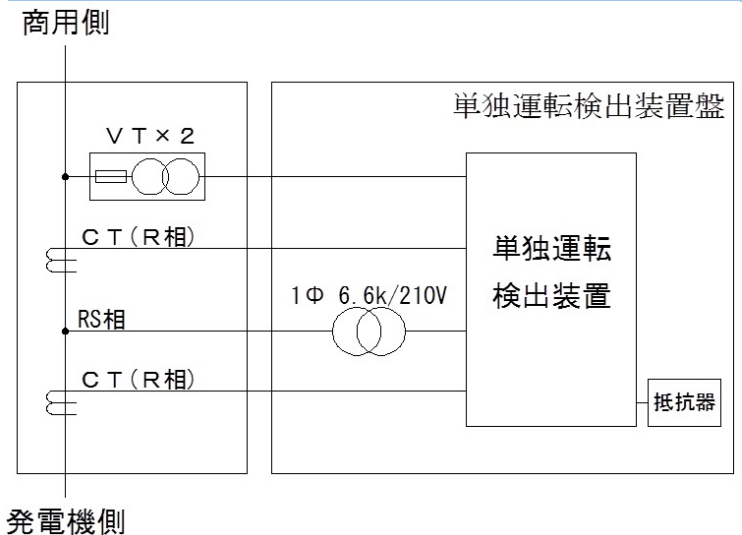 商用側
単独運転検出装置盤
ＶＴ×２
ＣＴ(Ｒ相)
単独運転
検出装置
1Φ 6.6k/210V
RS相
ＣＴ(Ｒ相)
抵抗器
発電機側